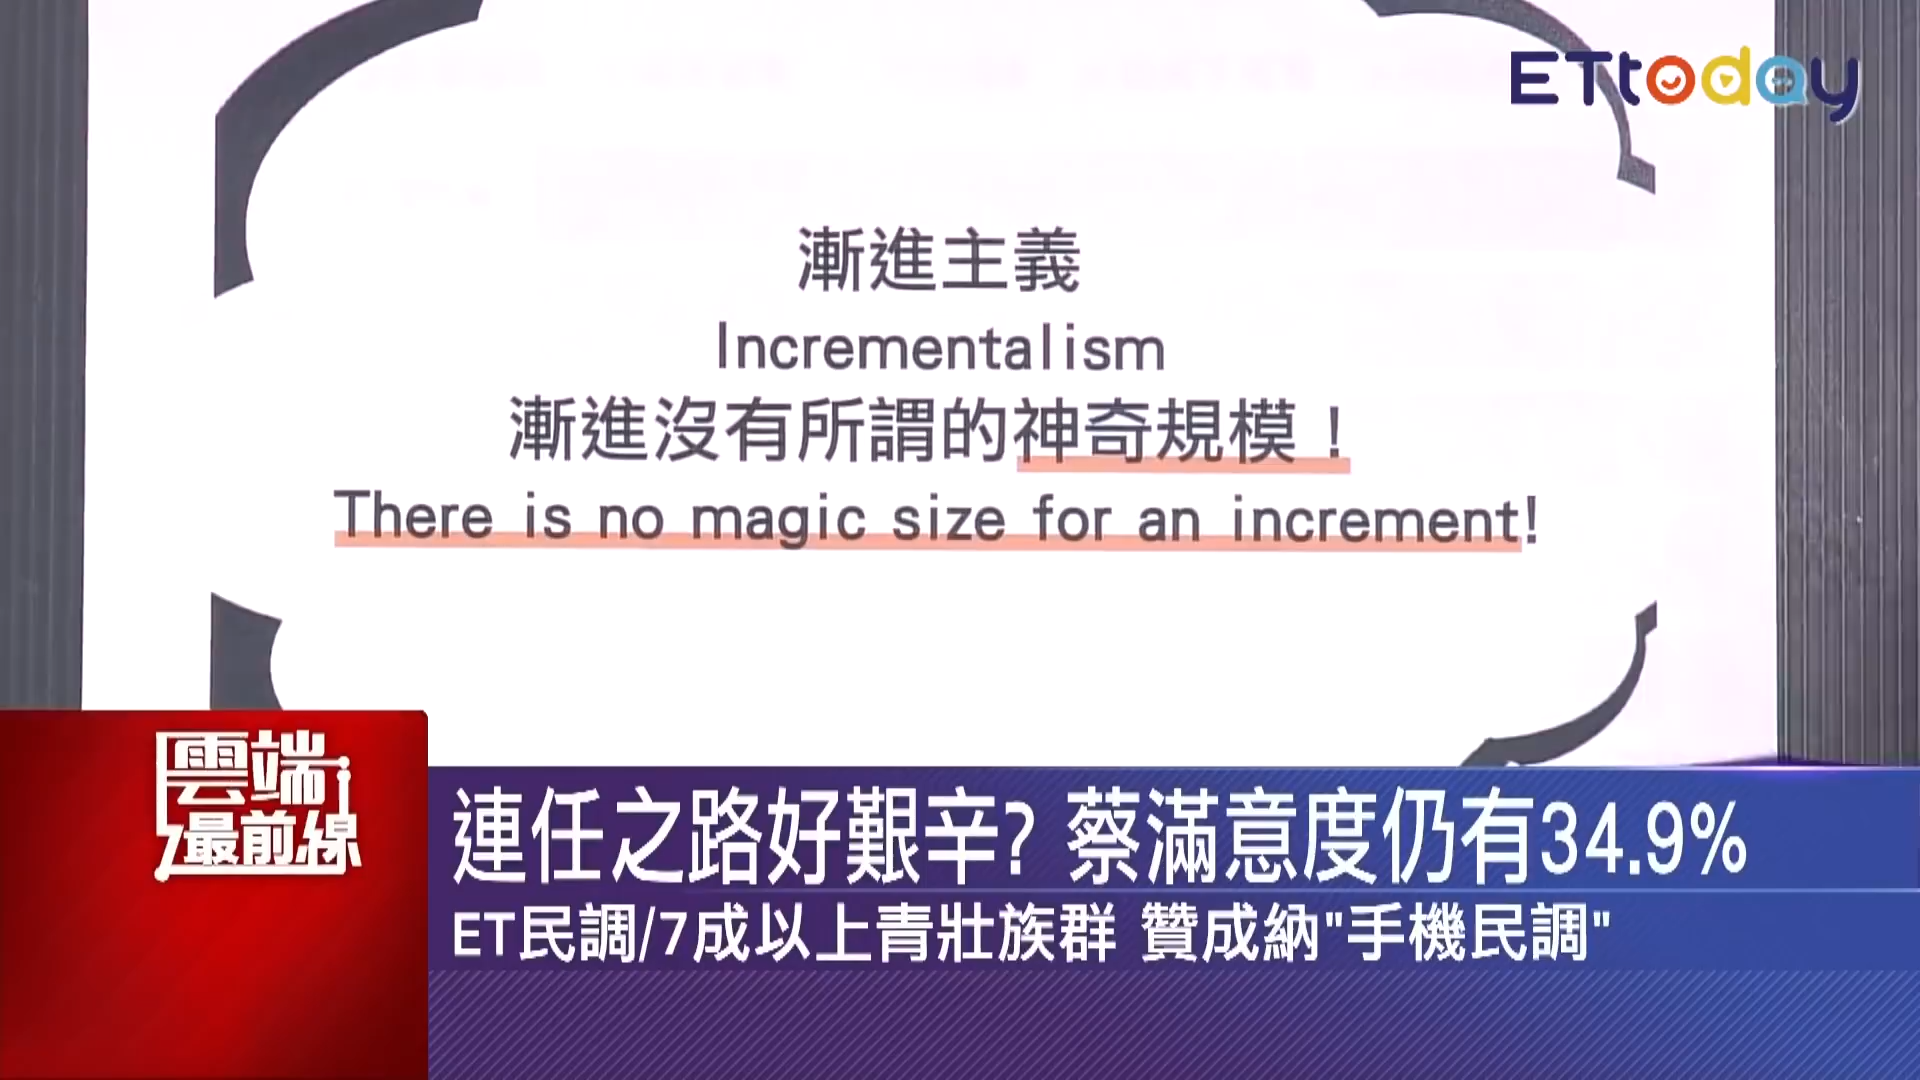 ETtoday
漸進主義
Incrementalism
漸進沒有所謂的神奇規模！
There is no magic size for an increment!
雲端
最前線
連任之路好艱辛? 蔡滿意度仍有34.9%
ET民調/7成以上青壯族群 贊成納"手機民調"